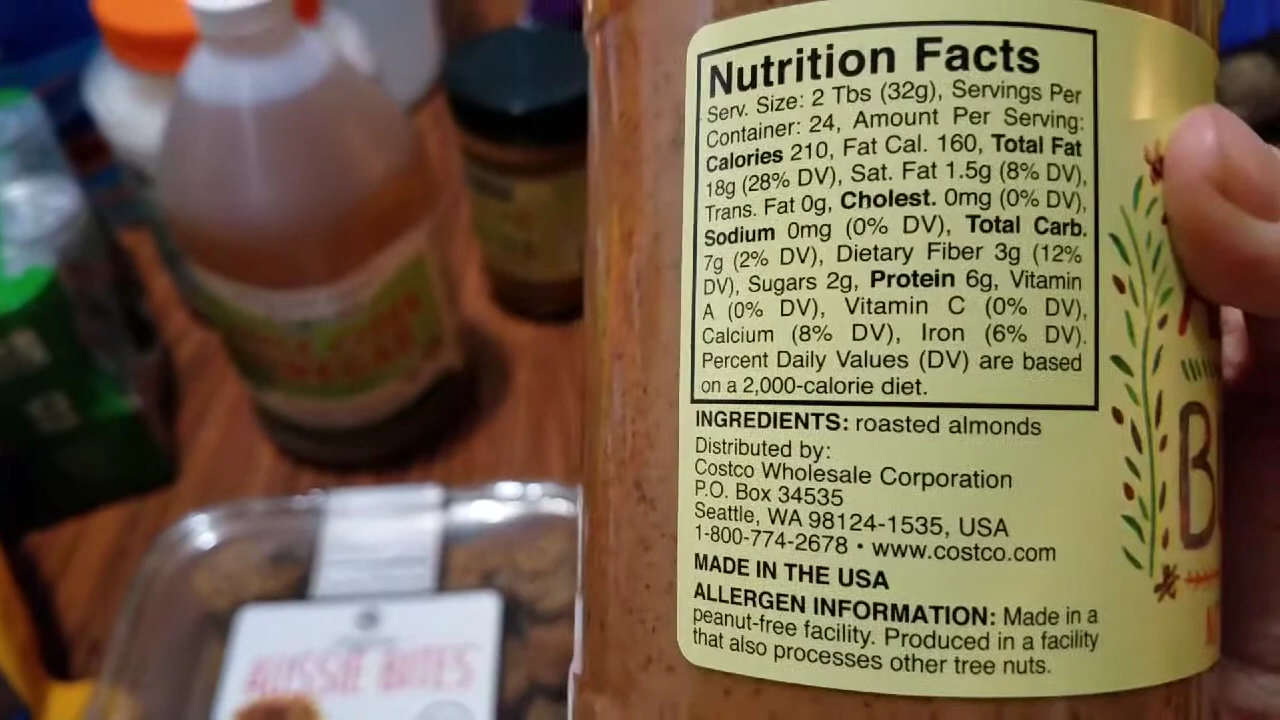 Nutrition Facts
Serv. Size: 2 Tbs (32g), Servings Per
Container: 24, Amount Per Serving:
Calories 210, Fat Cal. 160, Total Fat
18g (28% DV), Sat. Fat 1.5g (8% DV),
Trans. Fat 0g, Cholest. 0mg (0% DV),
Sodium 0mg (0% DV), Total Carb.
7g (2% DV), Dietary Fiber 3g (12%
DV), Sugars 2g, Protein 6g, Vitamin
A (0% DV), Vitamin C (0% DV),
Calcium (8% DV), Iron (6% DV).
Percent Daily Values (DV) are based
on a 2,000-calorie diet.
INGREDIENTS: roasted almonds
Distributed by:
Costco Wholesale Corporation
P.O. Box 34535
Seattle, WA 98124-1535, USA
1-800-774-2678 • www.costco.com
MADE IN THE USA
ALLERGEN INFORMATION: Made in a
peanut-free facility. Produced in a facility
that also processes other tree nuts.
AUSSIE BITES